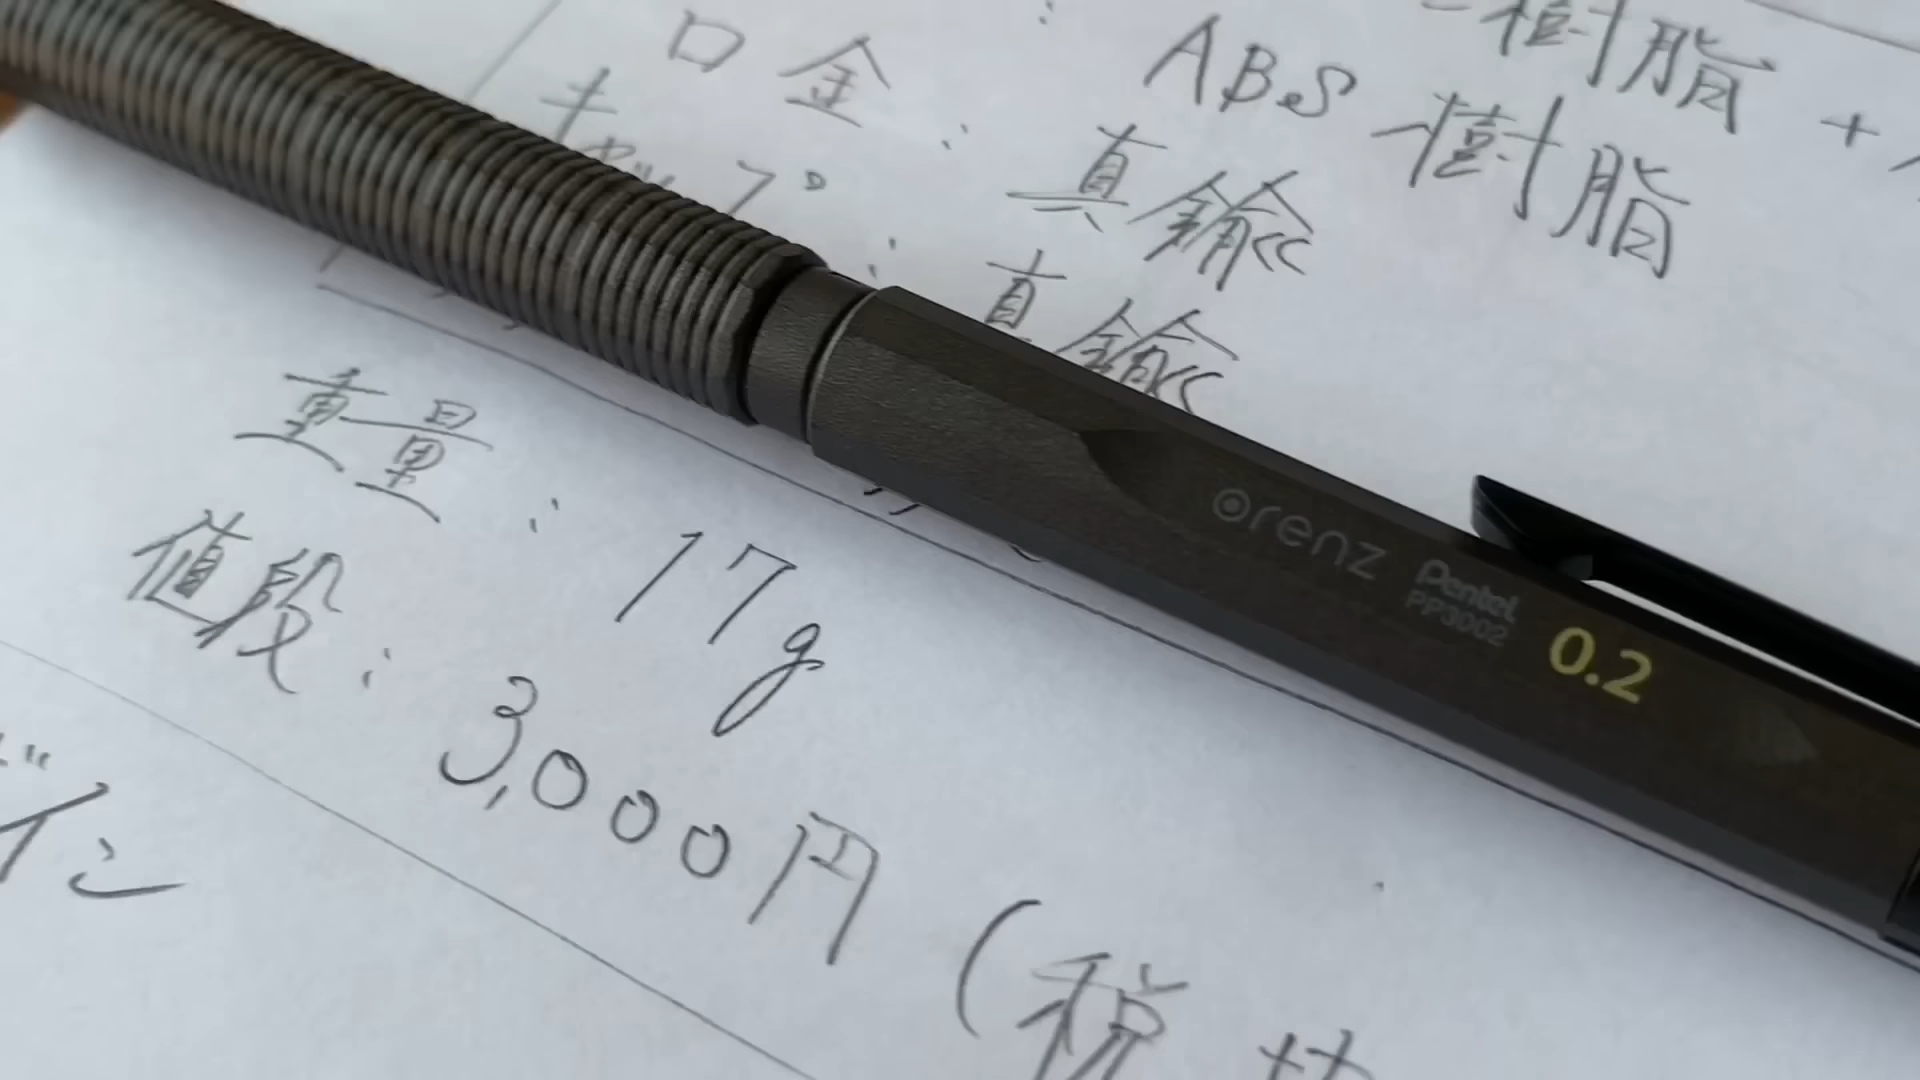 樹脂 +
ABS 樹脂
口金 : 真鍮
キャップ : 真鍮
重量 : 17g
値段 : 3,000円 (税
イン
orenz
Pentel
PP3002
0.2